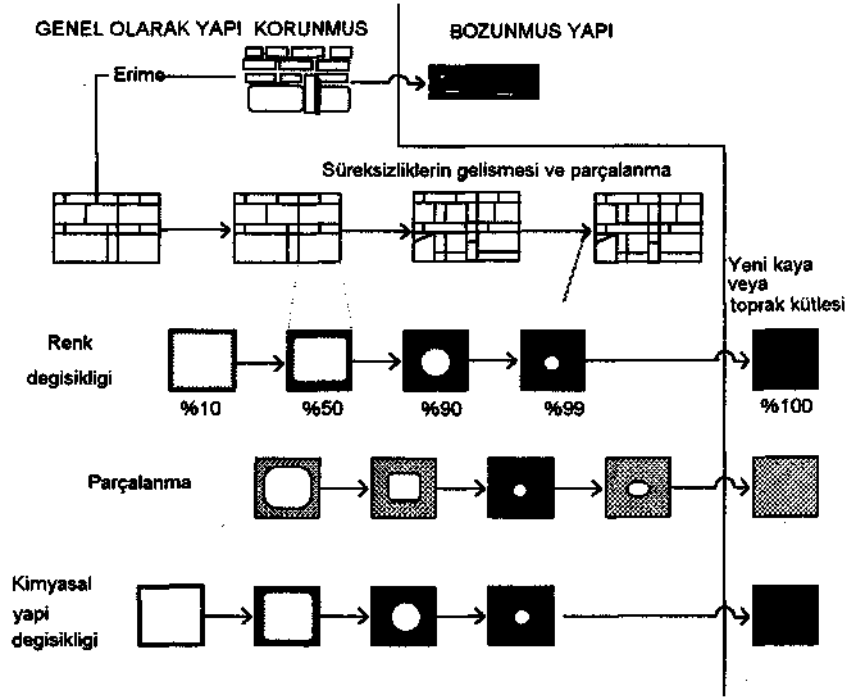 GENEL OLARAK YAPI KORUNMUS
BOZUNMUS YAPI
Erime
Süreksizliklerin gelismesi ve parçalanma
Yeni kaya
veya
toprak kütlesi
Renk
degisikligi
%10
%50
%90
%99
%100
Parçalanma
Kimyasal
yapi
degisikligi